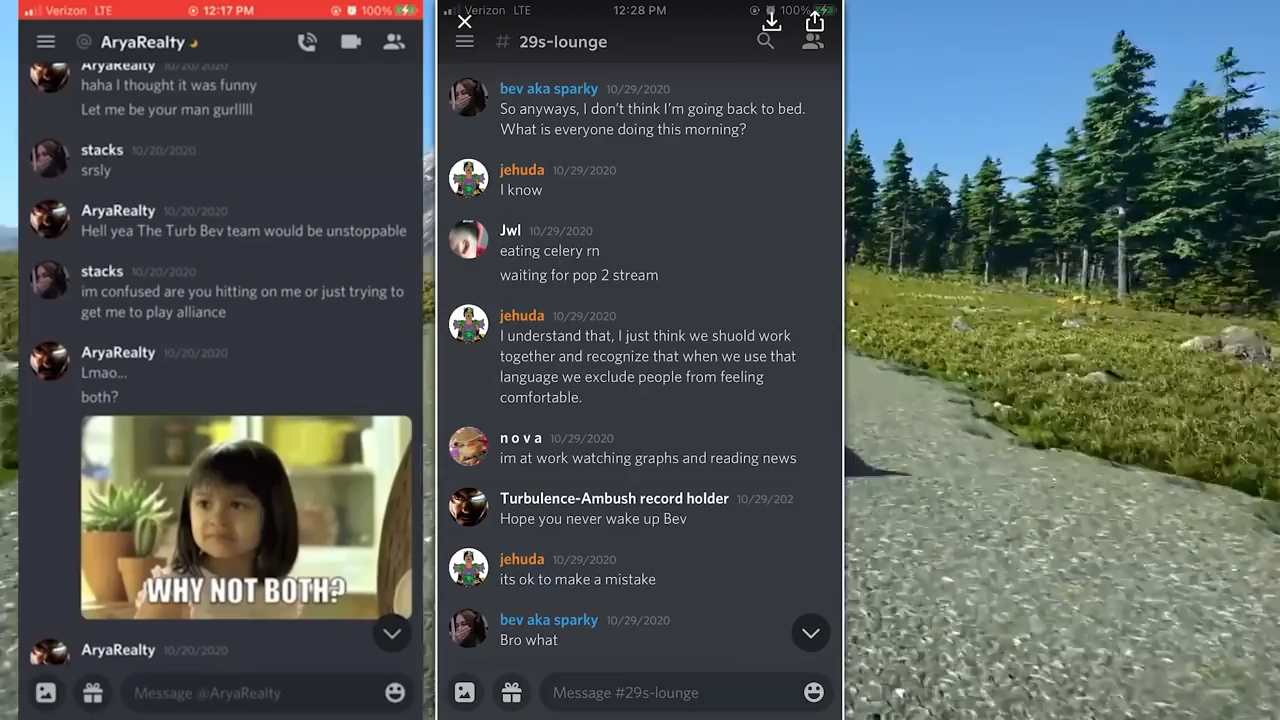 Verizon LTE 12:17 PM 100%
@ AryaRealty
AryaRealty 10/20/2020
haha I thought it was funny
Let me be your man gurlllll
stacks 10/20/2020
srsly
AryaRealty 10/20/2020
Hell yea The Turb Bev team would be unstoppable
stacks 10/20/2020
im confused are you hitting on me or just trying to
get me to play alliance
AryaRealty 10/20/2020
Lmao...
both?
WHY NOT BOTH?
AryaRealty 10/20/2020
Message @AryaRealty
Verizon LTE 12:28 PM 100%
# 29s-lounge
bev aka sparky 10/29/2020
So anyways, I don't think I'm going back to bed.
What is everyone doing this morning?
jehuda 10/29/2020
I know
Jwl 10/29/2020
eating celery rn
waiting for pop 2 stream
jehuda 10/29/2020
I understand that, I just think we shuold work
together and recognize that when we use that
language we exclude people from feeling
comfortable.
n o v a 10/29/2020
im at work watching graphs and reading news
Turbulence-Ambush record holder 10/29/202
Hope you never wake up Bev
jehuda 10/29/2020
its ok to make a mistake
bev aka sparky 10/29/2020
Bro what
Message #29s-lounge